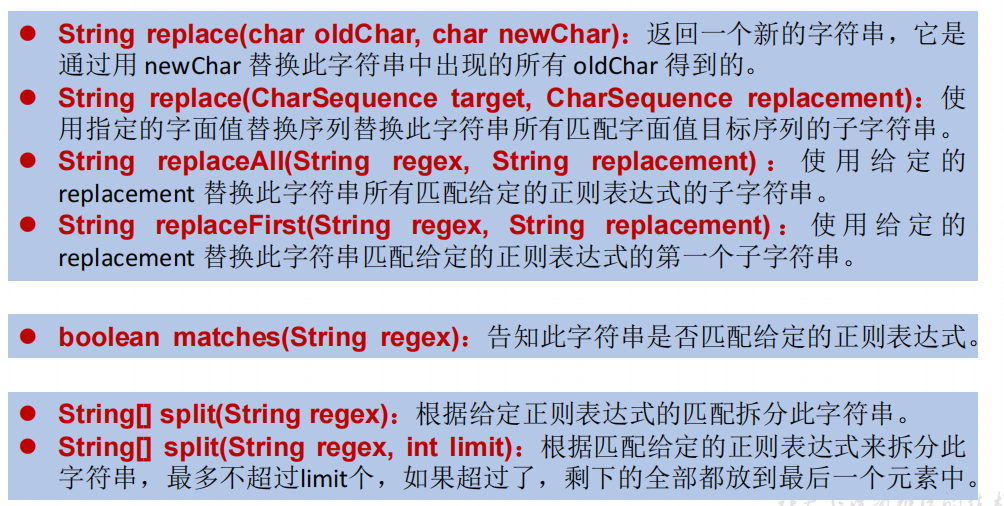 ● String replace(char oldChar, char newChar)：返回一个新的字符串，它是
通过用 newChar 替换此字符串中出现的所有 oldChar 得到的。
● String replace(CharSequence target, CharSequence replacement)：使
用指定的字面值替换序列替换此字符串所有匹配字面值目标序列的子字符串。
● String replaceAll(String regex, String replacement)：使用给定的
replacement 替换此字符串所有匹配给定的正则表达式的子字符串。
● String replaceFirst(String regex, String replacement)：使用给定的
replacement 替换此字符串匹配给定的正则表达式的第一个子字符串。
● boolean matches(String regex)：告知此字符串是否匹配给定的正则表达式。
● String[] split(String regex)：根据给定正则表达式的匹配拆分此字符串。
● String[] split(String regex, int limit)：根据匹配给定的正则表达式来拆分此
字符串，最多不超过limit个，如果超过了，剩下的全部都放到最后一个元素中。